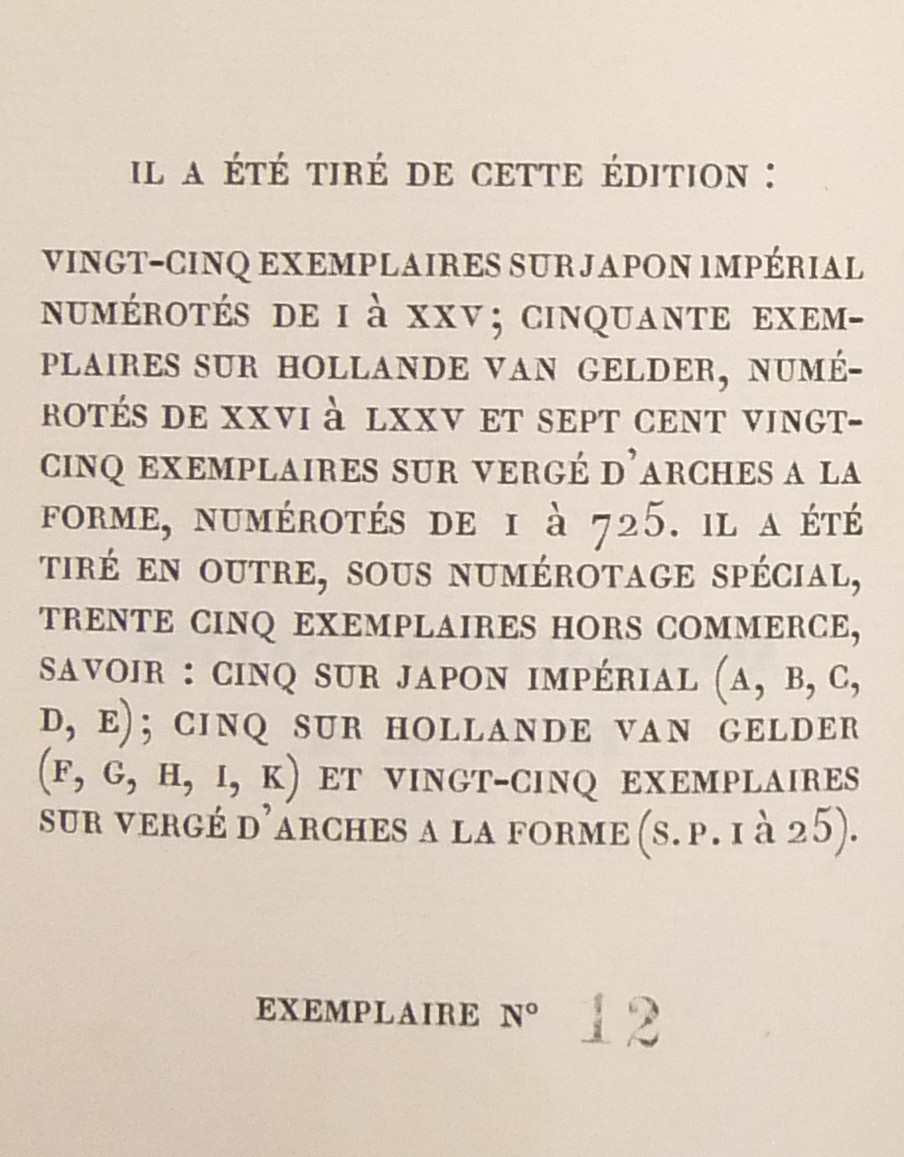 IL A ÉTÉ TIRÉ DE CETTE ÉDITION :
VINGT-CINQ EXEMPLAIRES SUR JAPON IMPÉRIAL
NUMÉROTÉS DE I à XXV; CINQUANTE EXEM-
PLAIRES SUR HOLLANDE VAN GELDER, NUMÉ-
ROTÉS DE XXVI à LXXV ET SEPT CENT VINGT-
CINQ EXEMPLAIRES SUR VERGÉ D'ARCHES A LA
FORME, NUMÉROTÉS DE 1 à 725. IL A ÉTÉ
TIRÉ EN OUTRE, SOUS NUMÉROTAGE SPÉCIAL,
TRENTE CINQ EXEMPLAIRES HORS COMMERCE,
SAVOIR : CINQ SUR JAPON IMPÉRIAL (A, B, C,
D, E); CINQ SUR HOLLANDE VAN GELDER
(F, G, H, I, K) ET VINGT-CINQ EXEMPLAIRES
SUR VERGÉ D'ARCHES A LA FORME (S.P. 1 à 25).
EXEMPLAIRE N° 12